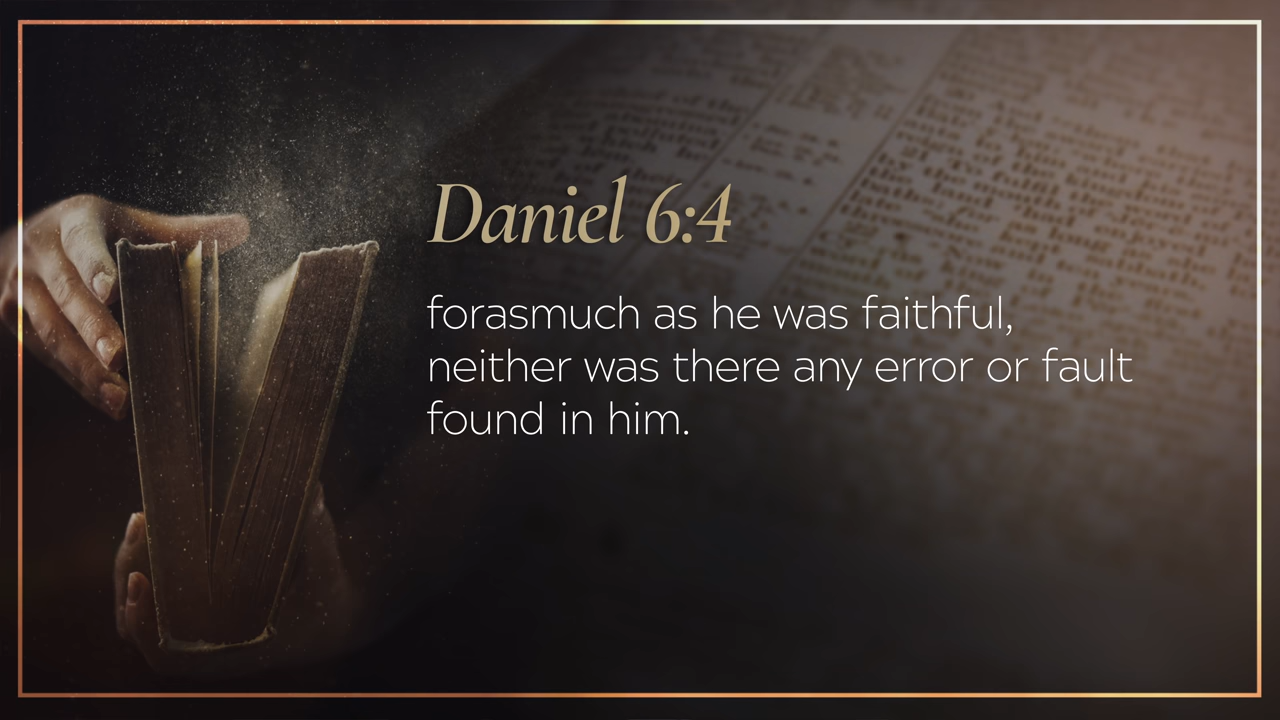 Daniel 6:4
forasmuch as he was faithful,
neither was there any error or fault
found in him.